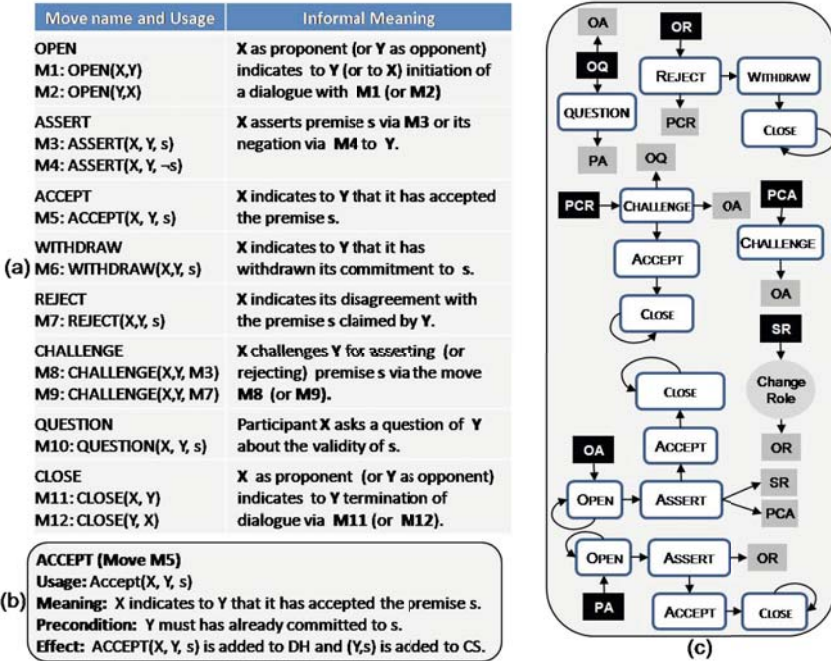 Move name and Usage Informal Meaning
OPEN
M1: OPEN(X,Y)
M2: OPEN(Y,X)
X as proponent (or Y as opponent)
indicates to Y (or to X) initiation of
a dialogue with M1 (or M2)
ASSERT
M3: ASSERT(X, Y, s)
M4: ASSERT(X, Y, ¬s)
X asserts premise s via M3 or its
negation via M4 to Y.
ACCEPT
M5: ACCEPT(X, Y, s)
X indicates to Y that it has accepted
the premise s.
WITHDRAW
M6: WITHDRAW(X,Y, s)
X indicates to Y that it has
withdrawn its commitment to s.
REJECT
M7: REJECT(X,Y, s)
X indicates its disagreement with
the premise s claimed by Y.
CHALLENGE
M8: CHALLENGE(X,Y, M3)
M9: CHALLENGE(X,Y, M7)
X challenges Y for asserting (or
rejecting) premise s via the move
M8 (or M9).
QUESTION
M10: QUESTION(X, Y, s)
Participant X asks a question of Y
about the validity of s.
CLOSE
M11: CLOSE(X, Y)
M12: CLOSE(Y, X)
X as proponent (or Y as opponent)
indicates to Y termination of
dialogue via M11 (or M12).
(a)
ACCEPT (Move M5)
Usage: Accept(X, Y, s)
Meaning: X indicates to Y that it has accepted the premise s.
Precondition: Y must has already committed to s.
Effect: ACCEPT(X, Y, s) is added to DH and (Y,s) is added to CS.
(b)
OA
OQ
QUESTION
PA
OR
REJECT
WITHDRAW
PCR
CLOSE
OQ
PCR
CHALLENGE
OA
ACCEPT
CLOSE
PCA
CHALLENGE
OA
SR
Change
Role
OR
CLOSE
ACCEPT
OA
OPEN
ASSERT
SR
PCA
OPEN
ASSERT
OR
PA
ACCEPT
CLOSE
(c)